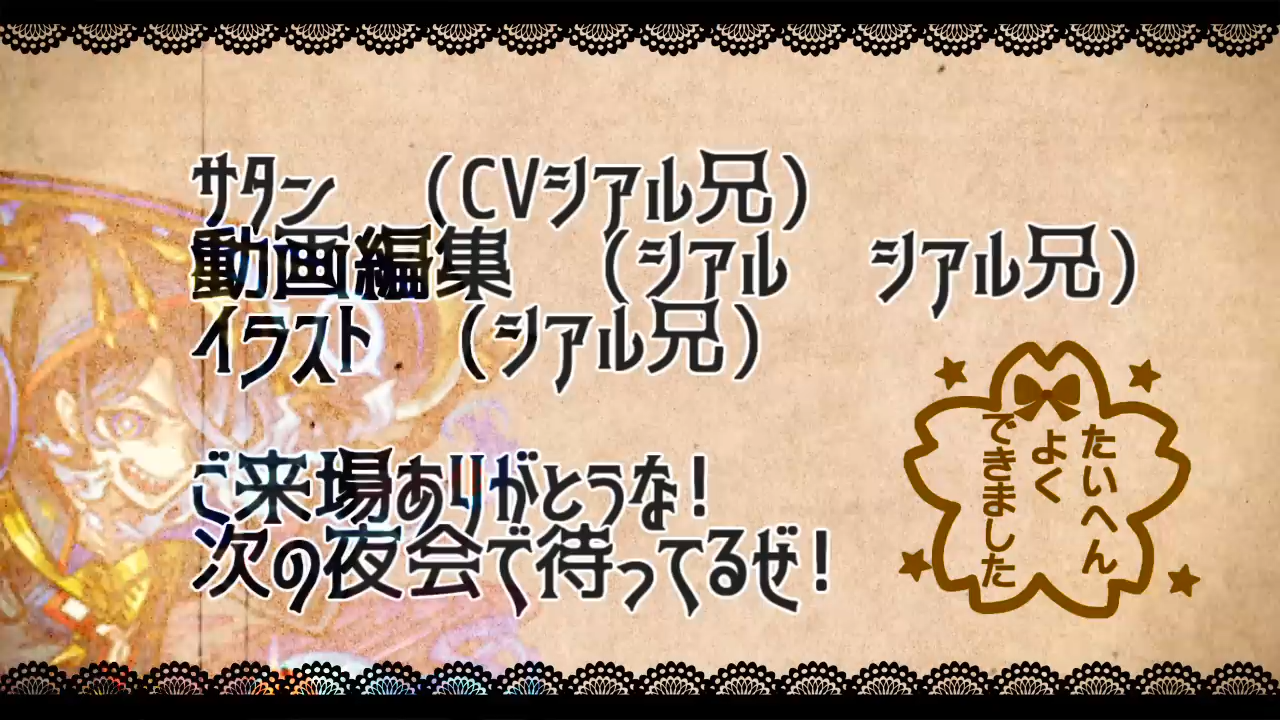 サタン　(CVシアル兄)
動画編集　(シアル　シアル兄)
イラスト　(シアル兄)
ご来場ありがとうな!
次の夜会で待ってるぜ!
たいへん
よく
できました